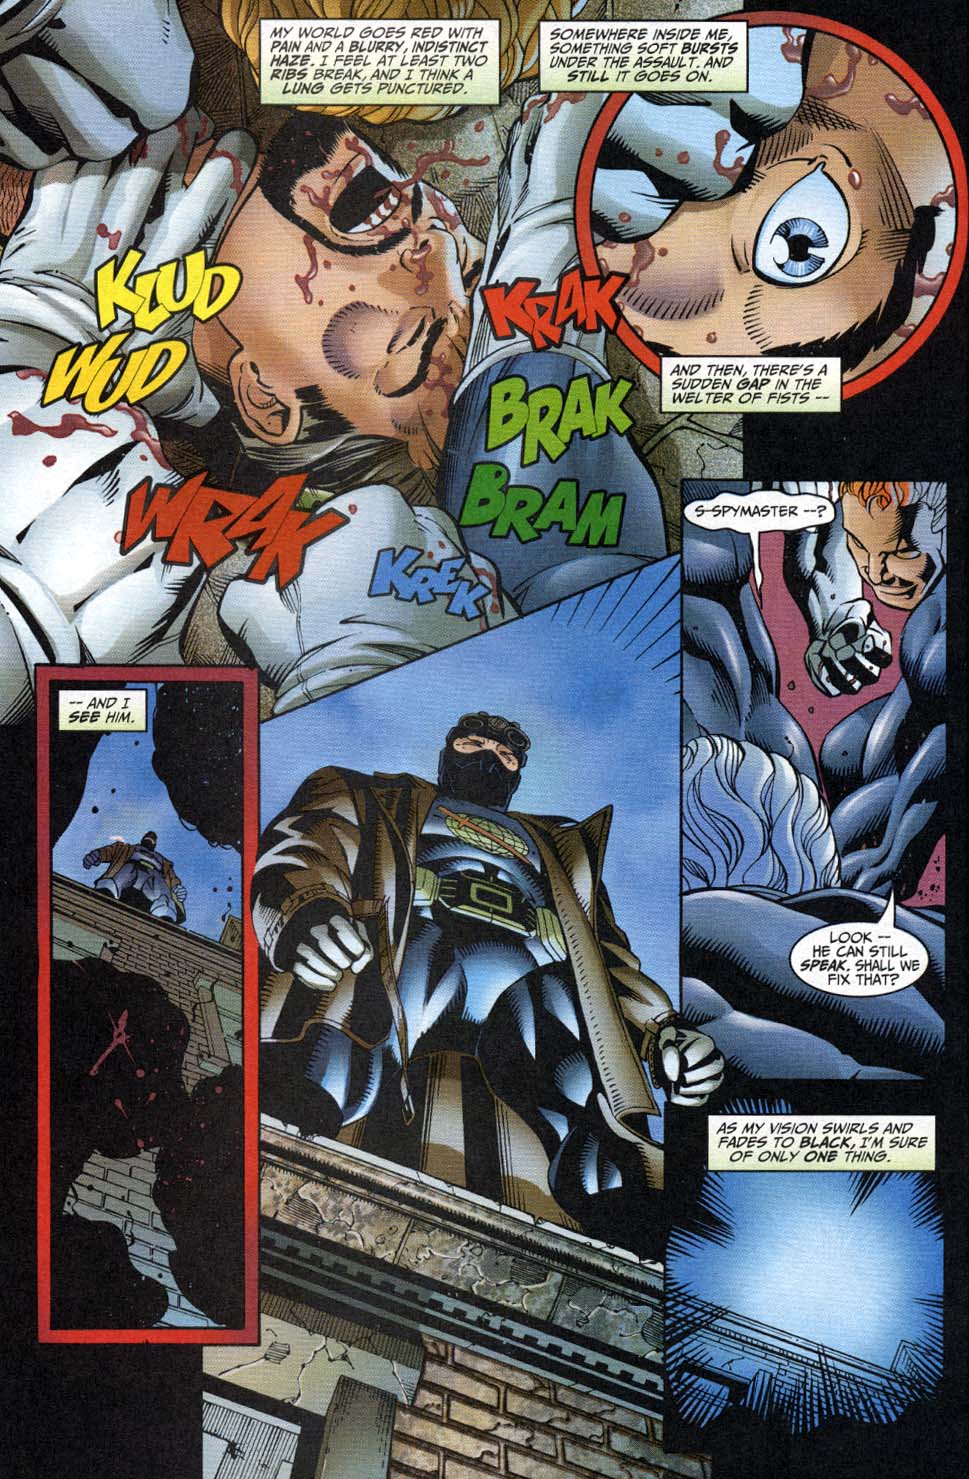 MY WORLD GOES RED WITH
PAIN AND A BLURRY, INDISTINCT
HAZE. I FEEL AT LEAST TWO
RIBS BREAK, AND I THINK A
LUNG GETS PUNCTURED.
SOMEWHERE INSIDE ME,
SOMETHING SOFT BURSTS
UNDER THE ASSAULT. AND
STILL IT GOES ON.
KLUD
WUD
KRAK
BRAK
BRAM
WRAK
KREK
AND THEN, THERE'S A
SUDDEN GAP IN THE
WELTER OF FISTS --
-- AND I
SEE HIM.
S-SPYMASTER --?
LOOK --
HE CAN STILL
SPEAK. SHALL WE
FIX THAT?
AS MY VISION SWIRLS AND
FADES TO BLACK, I'M SURE
OF ONLY ONE THING.